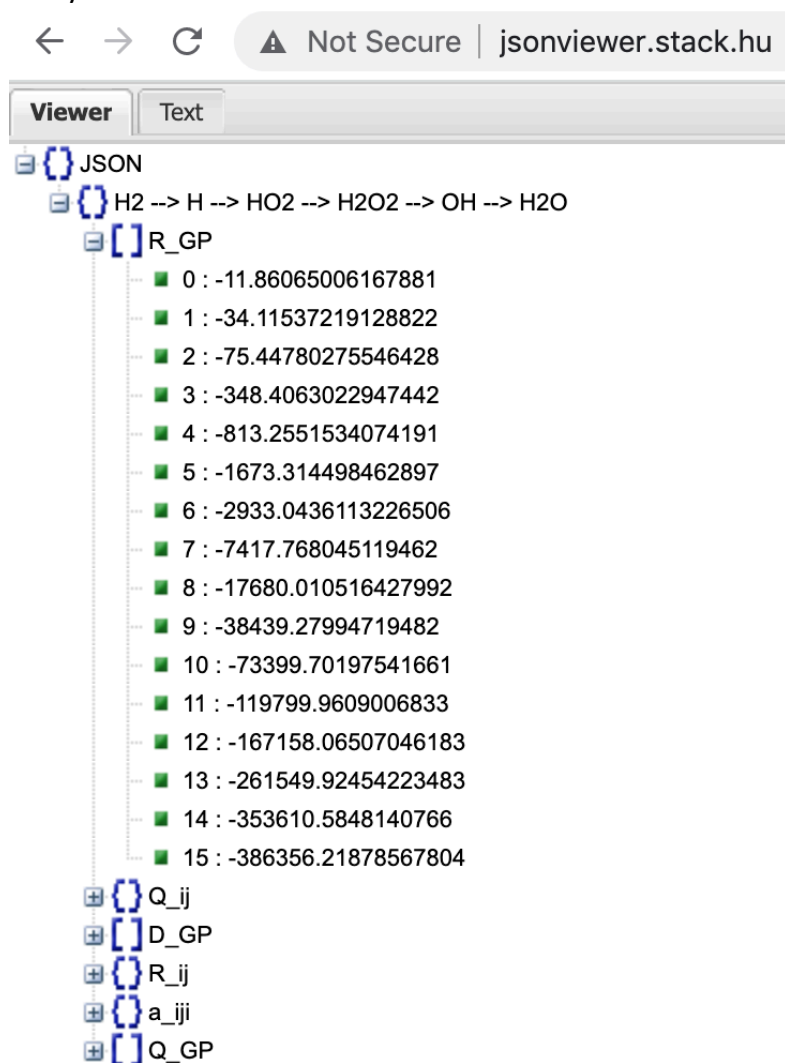 Not Secure | jsonviewer.stack.hu
Viewer Text
{} JSON
{} H2 --> H --> HO2 --> H2O2 --> OH --> H2O
[] R_GP
0 : -11.86065006167881
1 : -34.11537219128822
2 : -75.44780275546428
3 : -348.4063022947442
4 : -813.2551534074191
5 : -1673.314498462897
6 : -2933.0436113226506
7 : -7417.768045119462
8 : -17680.010516427992
9 : -38439.27994719482
10 : -73399.70197541661
11 : -119799.9609006833
12 : -167158.06507046183
13 : -261549.92454223483
14 : -353610.5848140766
15 : -386356.21878567804
{} Q_ij
[] D_GP
{} R_ij
{} a_iji
[] Q_GP